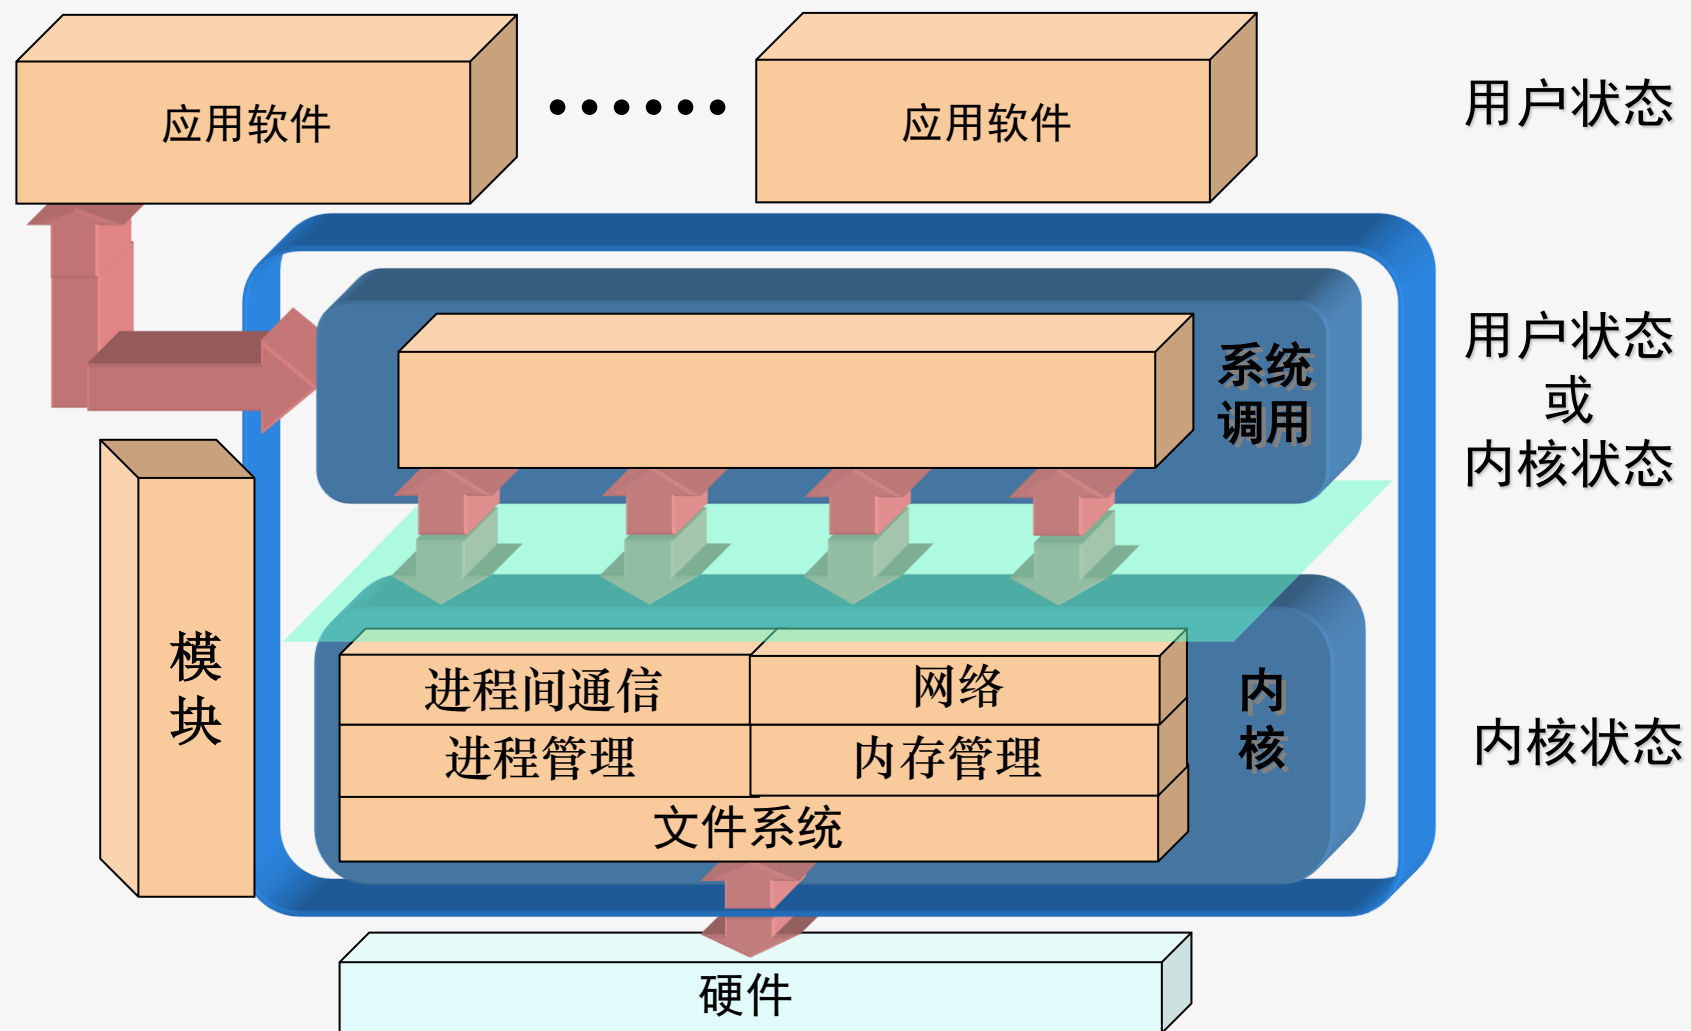 应用软件
······
应用软件
用户状态
系统
调用
用户状态
或
内核状态
模
块
进程间通信
网络
进程管理
内存管理
文件系统
内
核
内核状态
硬件